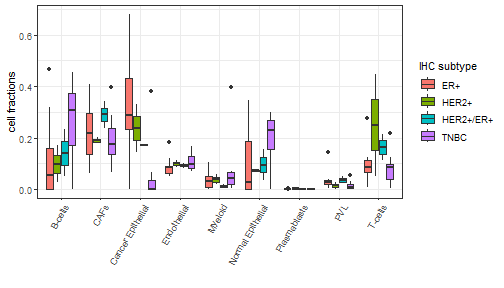 cell fractions
0.6
0.4
0.2
0.0
B-cells
CAFs
Cancer Epithelial
Endothelial
Myeloid
Normal Epithelial
Plasmablasts
PVL
T-cells
IHC subtype
ER+
HER2+
HER2+/ER+
TNBC